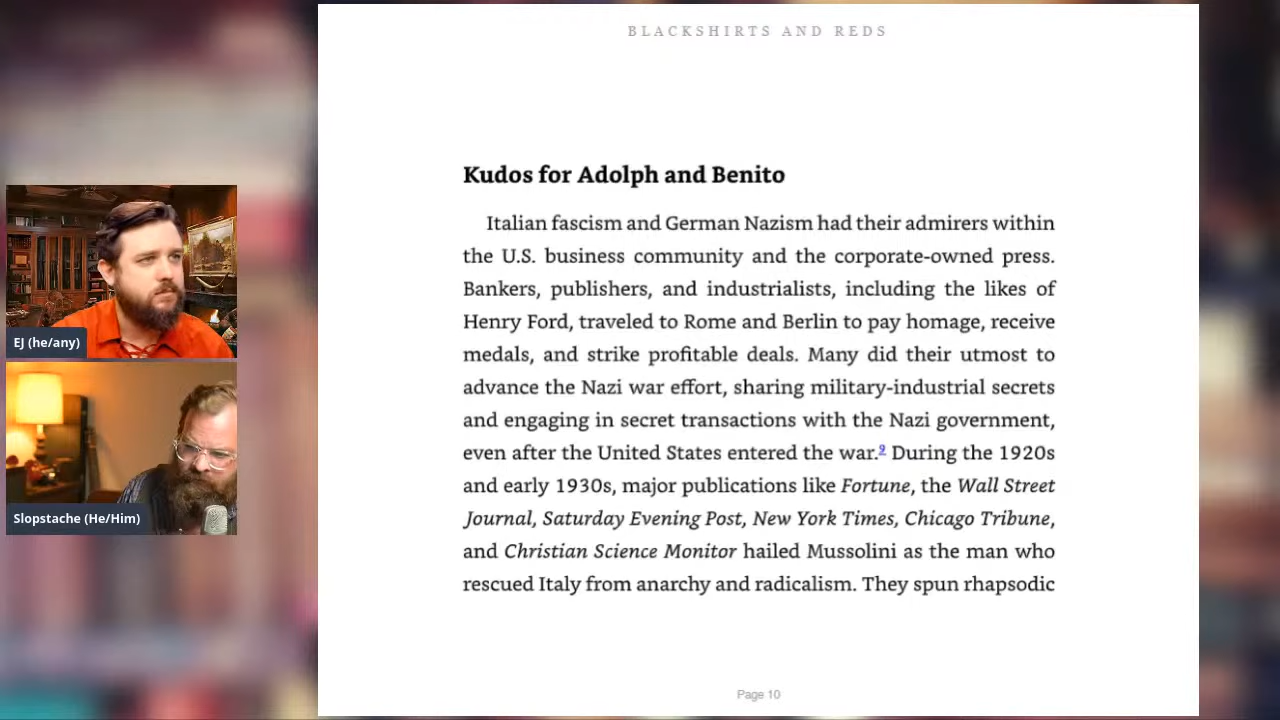 BLACKSHIRTS AND REDS
Kudos for Adolph and Benito
Italian fascism and German Nazism had their admirers within
the U.S. business community and the corporate-owned press.
Bankers, publishers, and industrialists, including the likes of
Henry Ford, traveled to Rome and Berlin to pay homage, receive
medals, and strike profitable deals. Many did their utmost to
advance the Nazi war effort, sharing military-industrial secrets
and engaging in secret transactions with the Nazi government,
even after the United States entered the war.9 During the 1920s
and early 1930s, major publications like Fortune, the Wall Street
Journal, Saturday Evening Post, New York Times, Chicago Tribune,
and Christian Science Monitor hailed Mussolini as the man who
rescued Italy from anarchy and radicalism. They spun rhapsodic
Page 10
EJ (he/any)
Slopstache (He/Him)